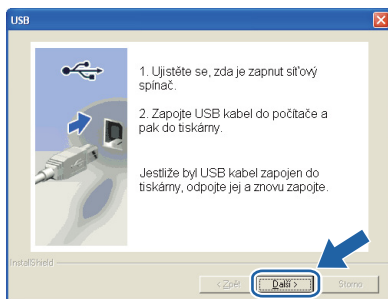 USB
1. Ujistěte se, zda je zapnut síťový
spínač.
2. Zapojte USB kabel do počítače a
pak do tiskárny.
Jestliže byl USB kabel zapojen do
tiskárny, odpojte jej a znovu zapojte.
InstallShield
< Zpět
Další >
Storno